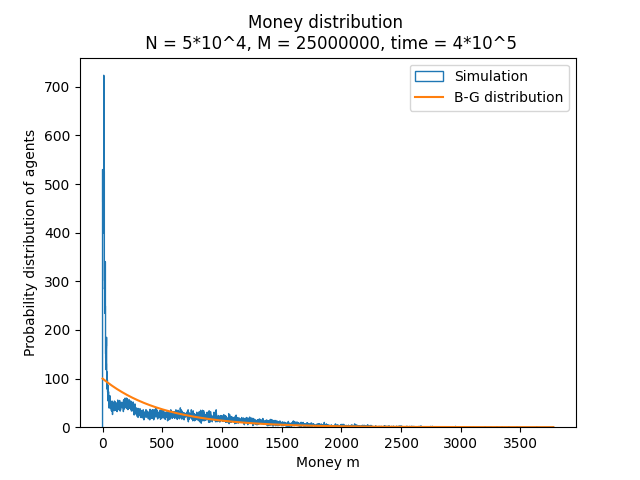 Money distribution
N = 5*10^4, M = 25000000, time = 4*10^5
Simulation
B-G distribution
Probability distribution of agents
700
600
500
400
300
200
100
0
0 500 1000 1500 2000 2500 3000 3500
Money m